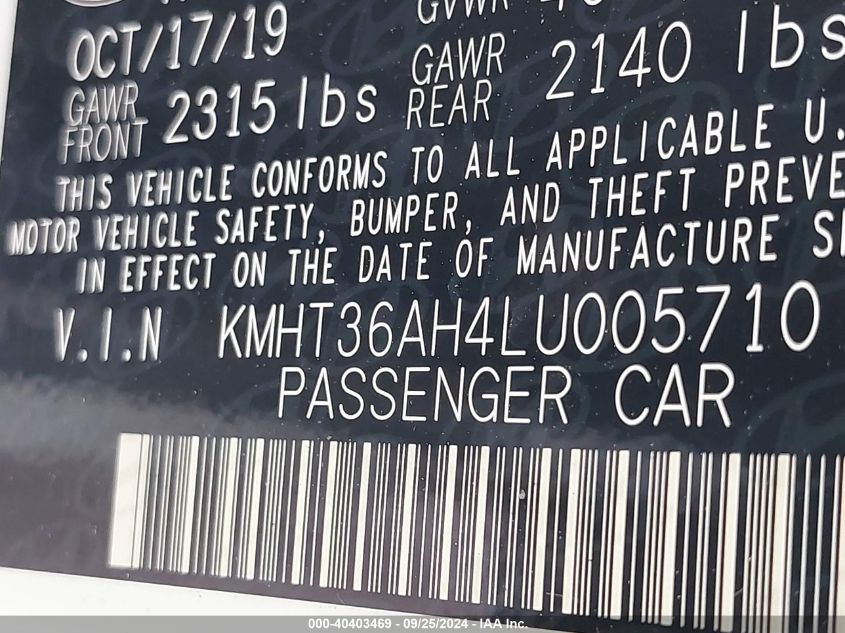 GVWR
OCT/17/19
GAWR FRONT 2315 lbs GAWR REAR 2140 lbs
THIS VEHICLE CONFORMS TO ALL APPLICABLE U.
MOTOR VEHICLE SAFETY, BUMPER, AND THEFT PREVE
IN EFFECT ON THE DATE OF MANUFACTURE S
V.I.N KMHT36AH4LU005710
PASSENGER CAR
000-40403469 - 09/25/2024 - IAA Inc.